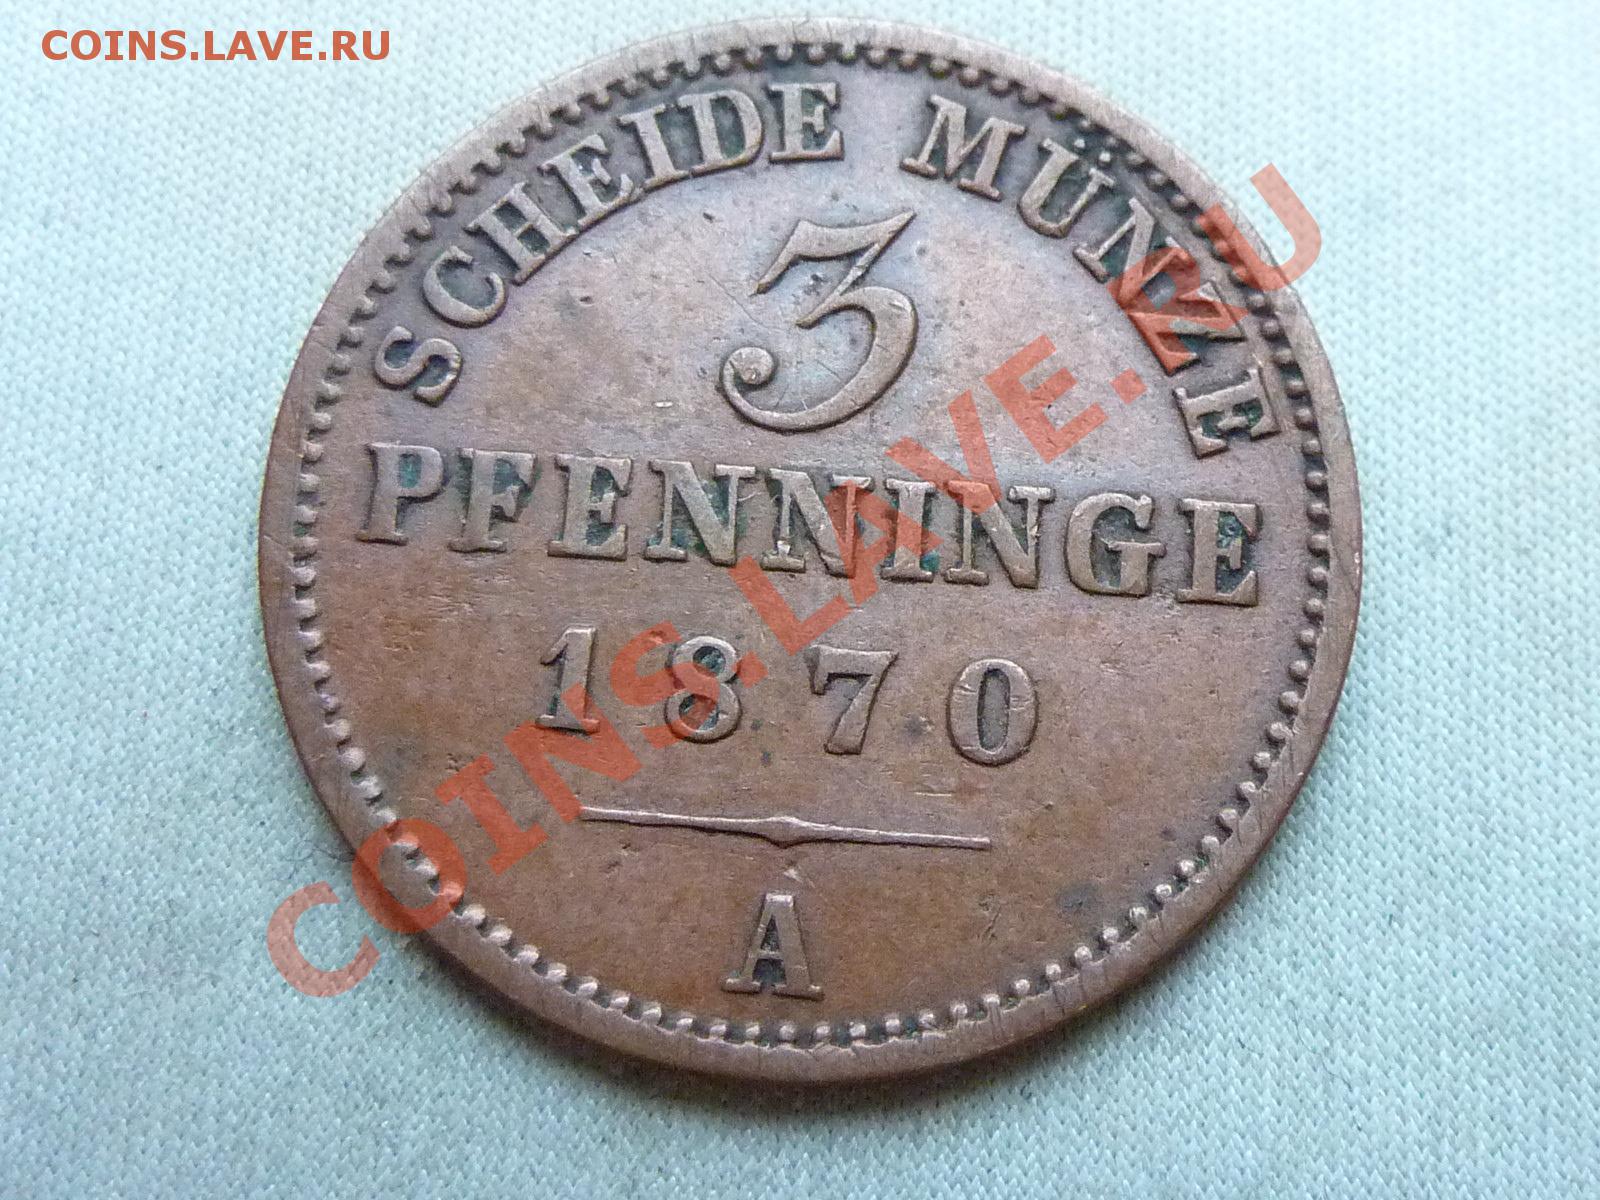 COINS.LAVE.RU
SCHEIDE MÜNZE
3
PFENNINGE
1870
A
COINS.LAVE.RU